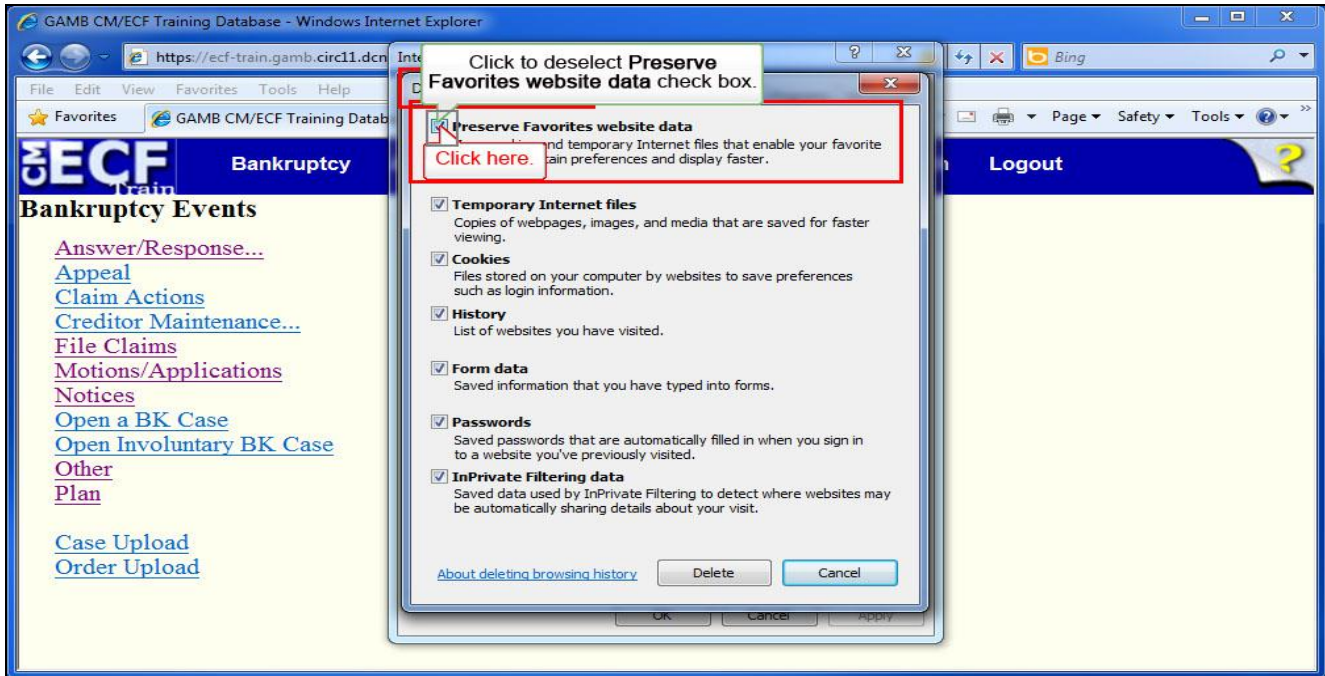 GAMB CM/ECF Training Database - Windows Internet Explorer
https://ecf-train.gamb.circ11.dcn
Bing
Click to deselect Preserve
Favorites website data check box.
File Edit View Favorites Tools Help
Favorites GAMB CM/ECF Training Datab
Page Safety Tools
CM ECF Train
Bankruptcy
Logout
Bankruptcy Events
Answer/Response...
Appeal
Claim Actions
Creditor Maintenance...
File Claims
Motions/Applications
Notices
Open a BK Case
Open Involuntary BK Case
Other
Plan
Case Upload
Order Upload
Preserve Favorites website data
and temporary Internet files that enable your favorite
preferences and display faster.
Click here.
Temporary Internet files
Copies of webpages, images, and media that are saved for faster
viewing.
Cookies
Files stored on your computer by websites to save preferences
such as login information.
History
List of websites you have visited.
Form data
Saved information that you have typed into forms.
Passwords
Saved passwords that are automatically filled in when you sign in
to a website you've previously visited.
InPrivate Filtering data
Saved data used by InPrivate Filtering to detect where websites may
be automatically sharing details about your visit.
About deleting browsing history
Delete
Cancel
OK Cancel Apply